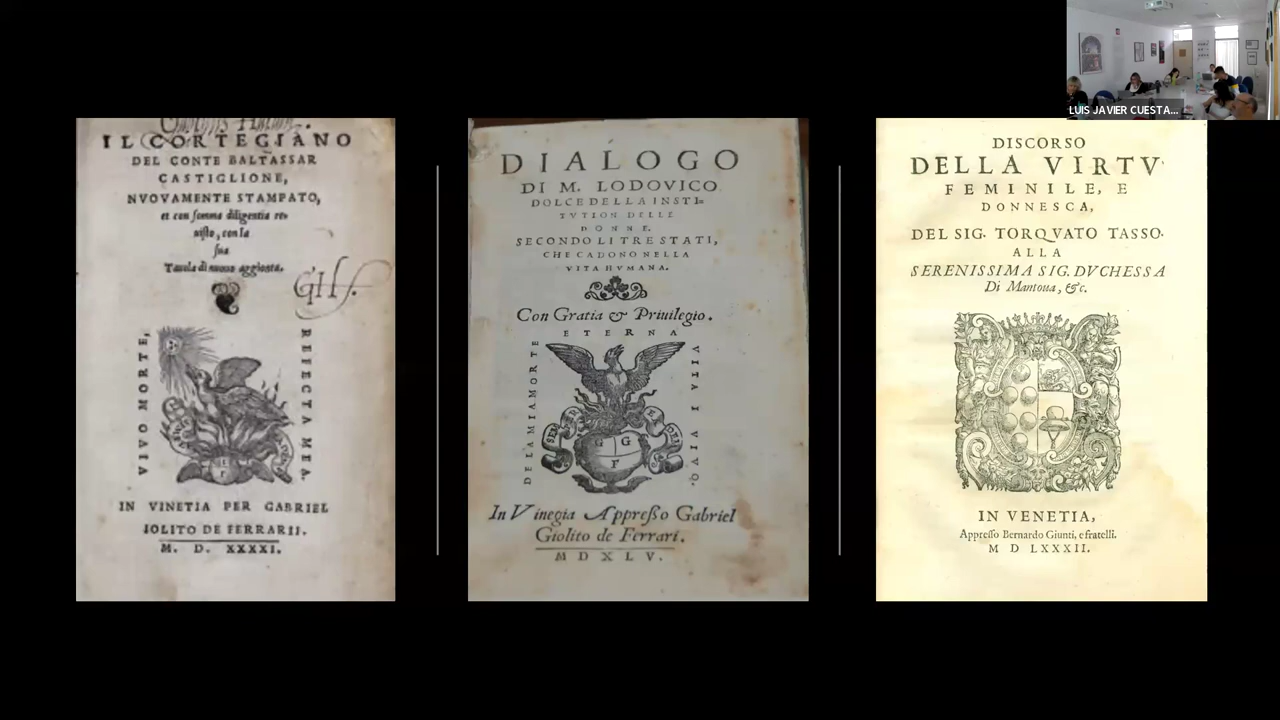 LUIS JAVIER CUESTA...
IL CORTEGIANO
DEL CONTE BALTASSAR
CASTIGLIONE,
NVOVAMENTE STAMPATO,
et con somma diligentia re-
uisto, con la
sua
Tauola di nuouo aggionta.
VIVO MORTE,
REFECTA MEA.
IN VINETIA PER GABRIEL
IOLITO DE FERRARII.
M. D. XXXXI.
DIALOGO
DI M. LODOVICO
DOLCE DELLA INSTI-
TVTION DELLE
DONNE.
SECONDO LI TRE STATI,
CHE CADONO NELLA
VITA HVMANA.
Con Gratia & Priuilegio.
DE LA MIA MORTE
ETERNA
VITA I VIVO.
G G
F
In Vinegia Appreßo Gabriel
Giolito de Ferrari.
MDXLV.
DISCORSO
DELLA VIRTV'
FEMINILE, E
DONNESCA,
DEL SIG. TORQVATO TASSO.
ALLA
SERENISSIMA SIG. DVCHESSA
Di Mantoua, &c.
IN VENETIA,
Appresso Bernardo Giunti, e fratelli.
M D LXXXII.